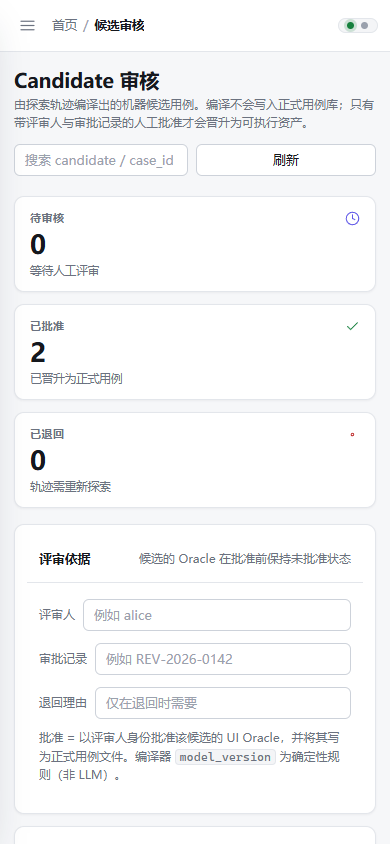 首页 / 候选审核
Candidate 审核
由探索轨迹编译出的机器候选用例。编译不会写入正式用例库；只有
带评审人与审批记录的人工批准才会晋升为可执行资产。
搜索 candidate / case_id
刷新
待审核
0
等待人工评审
已批准
2
已晋升为正式用例
已退回
0
轨迹需重新探索
评审依据
候选的 Oracle 在批准前保持未批准状态
评审人
例如 alice
审批记录
例如 REV-2026-0142
退回理由
仅在退回时需要
批准 = 以评审人身份批准该候选的 UI Oracle，并将其写
为正式用例文件。编译器 model_version 为确定性规
则（非 LLM）。